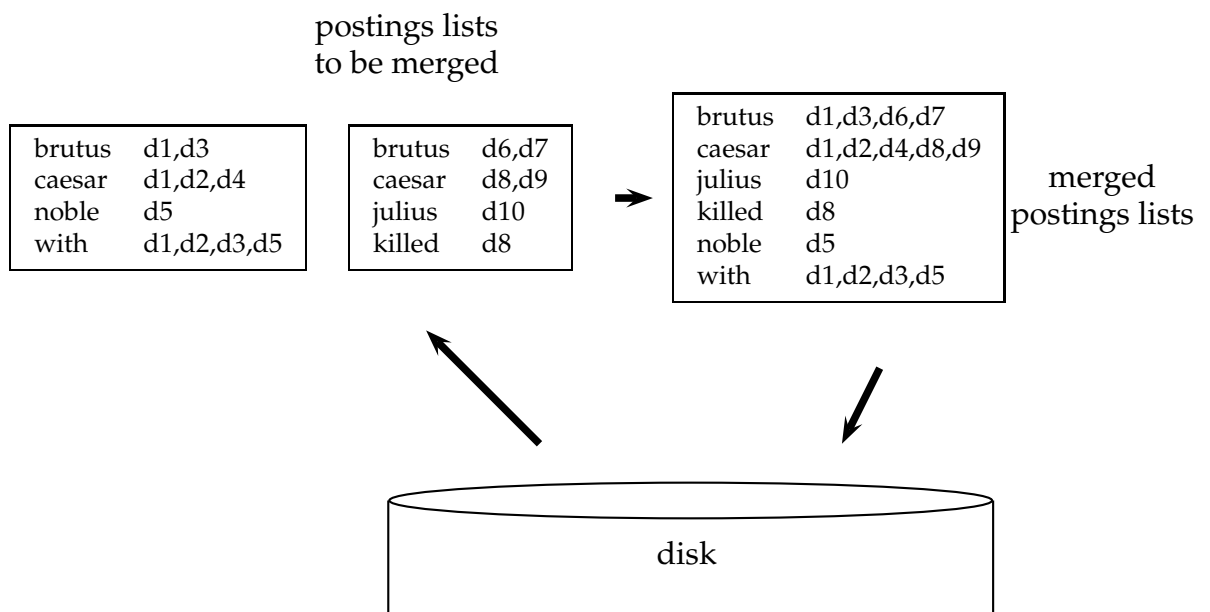 postings lists
to be merged
brutus d1,d3
caesar d1,d2,d4
noble d5
with d1,d2,d3,d5
brutus d6,d7
caesar d8,d9
julius d10
killed d8
brutus d1,d3,d6,d7
caesar d1,d2,d4,d8,d9
julius d10
killed d8
noble d5
with d1,d2,d3,d5
merged
postings lists
disk